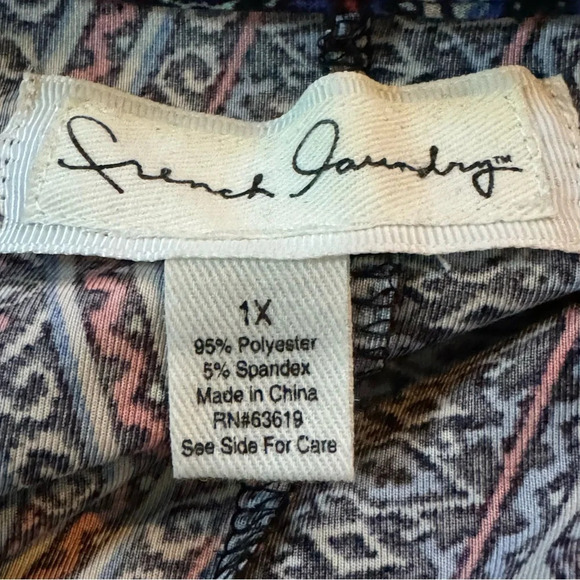 French Laundry™
1X
95% Polyester
5% Spandex
Made in China
RN#63619
See Side For Care